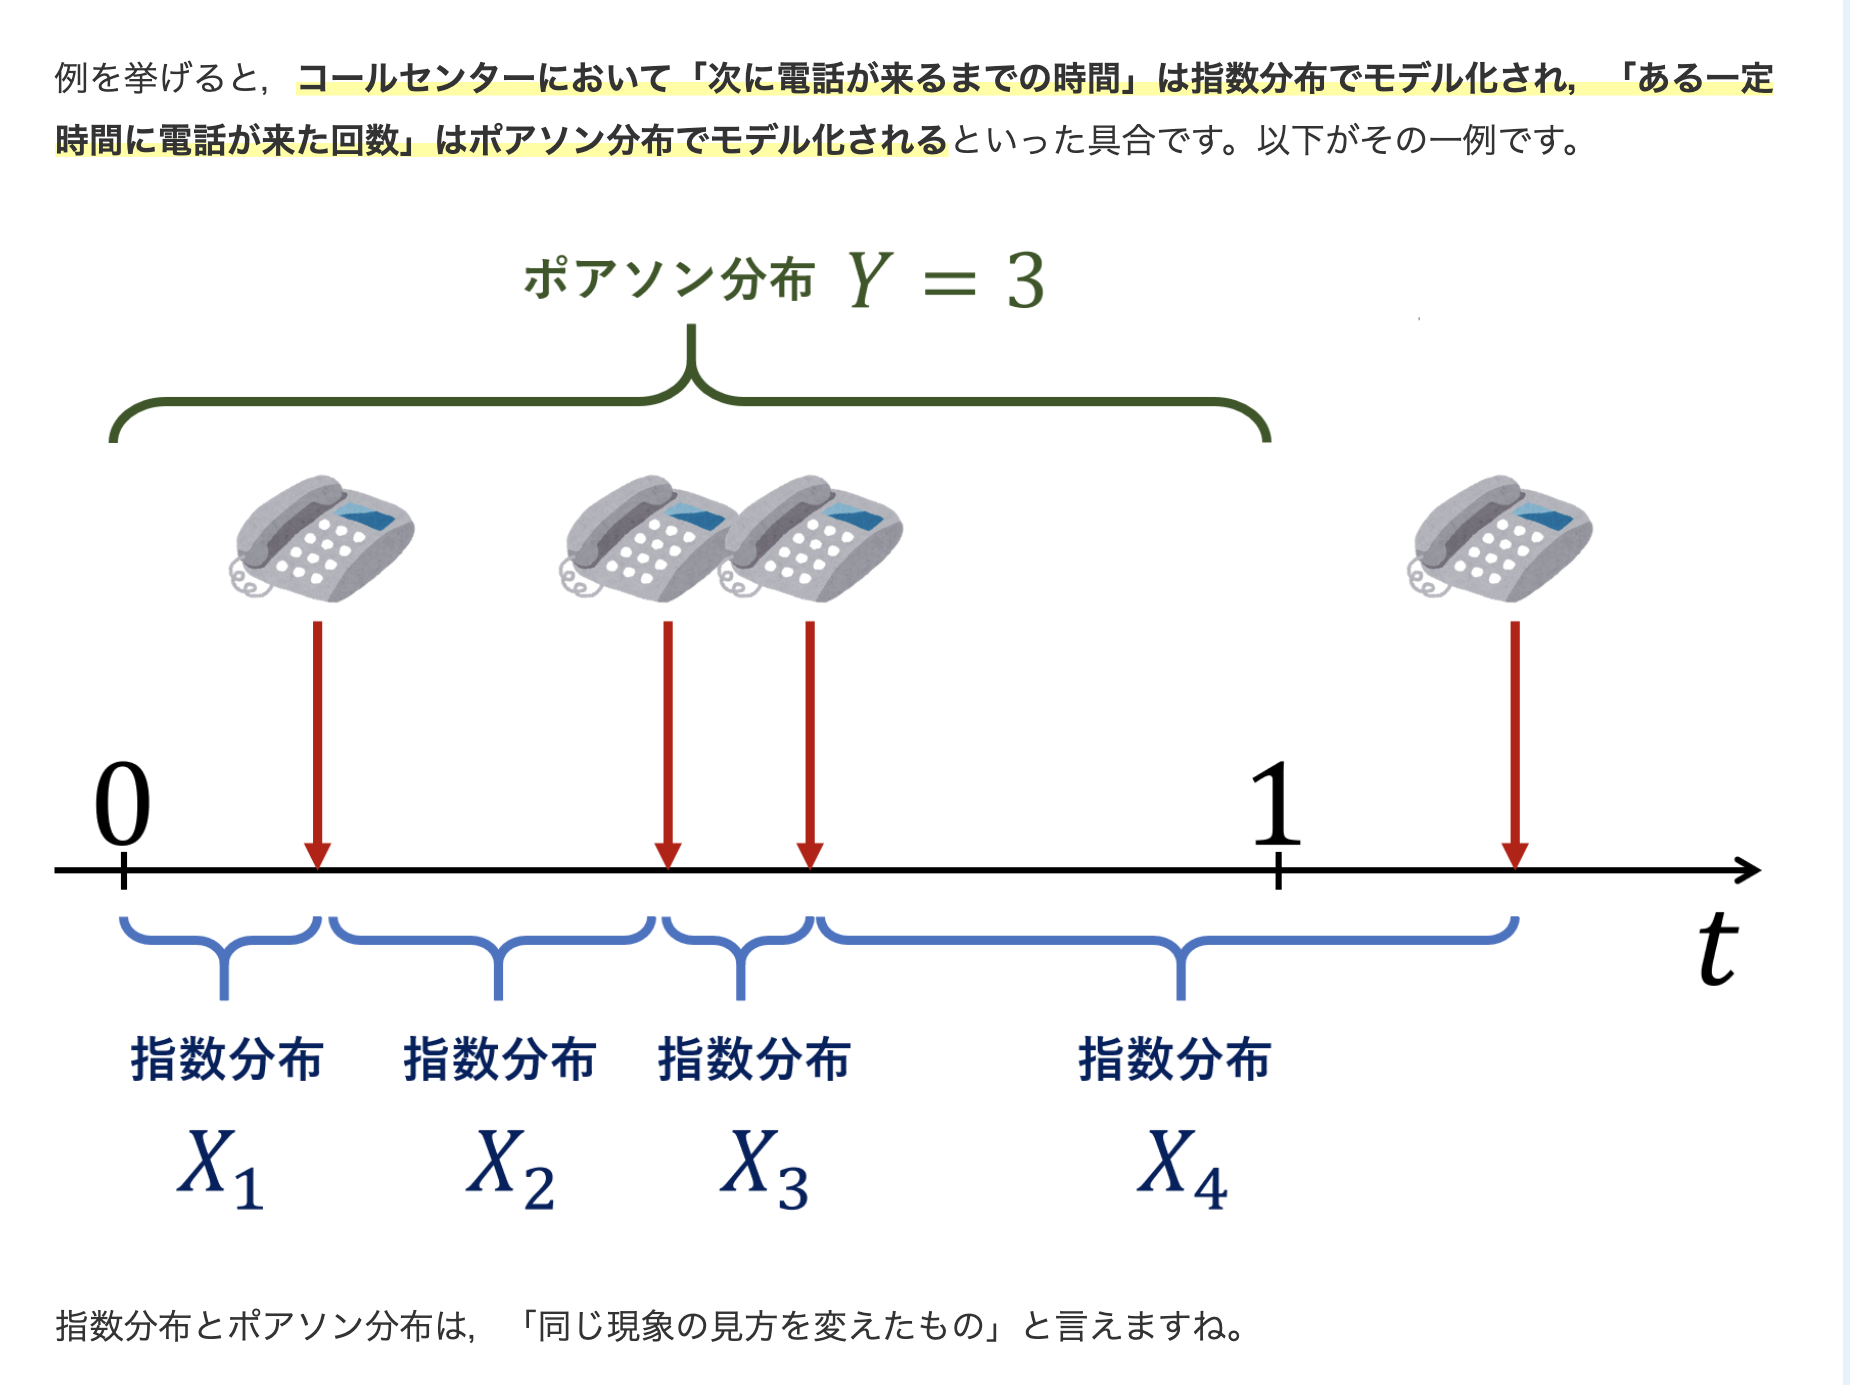 例を挙げると，コールセンターにおいて「次に電話が来るまでの時間」は指数分布でモデル化され，「ある一定
時間に電話が来た回数」はポアソン分布でモデル化されるといった具合です。以下がその一例です。
ポアソン分布 Y = 3
0 1
t
指数分布 指数分布 指数分布 指数分布
X1 X2 X3 X4
指数分布とポアソン分布は，「同じ現象の見方を変えたもの」と言えますね。